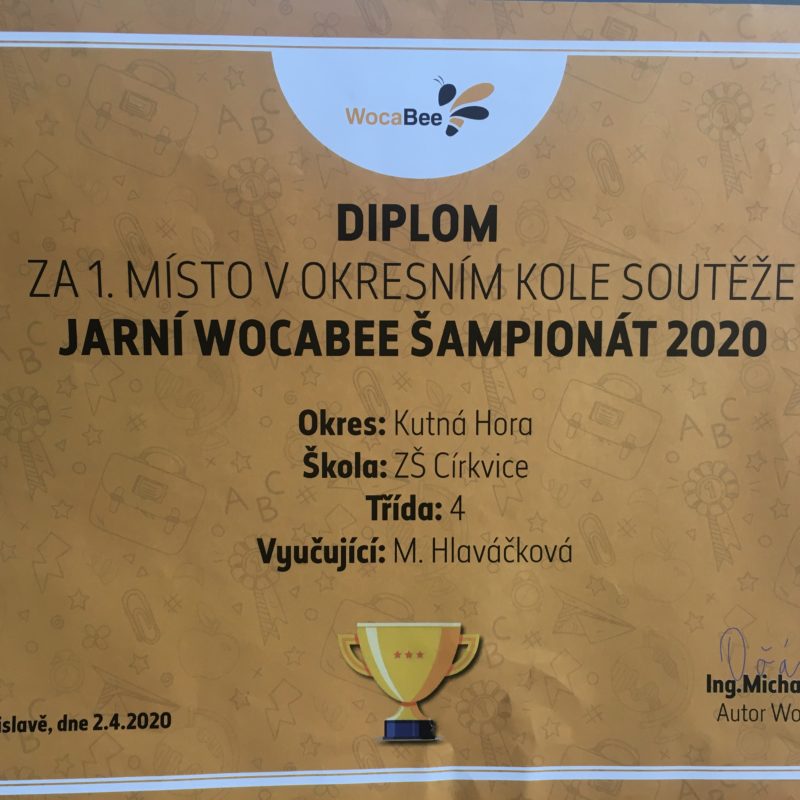 WocaBee
DIPLOM
ZA 1. MÍSTO V OKRESNÍM KOLE SOUTĚŽE
JARNÍ WOCABEE ŠAMPIONÁT 2020
Okres: Kutná Hora
Škola: ZŠ Církvice
Třída: 4
Vyučující: M. Hlaváčková
islavě, dne 2.4.2020
Ing.Micha
Autor Wo